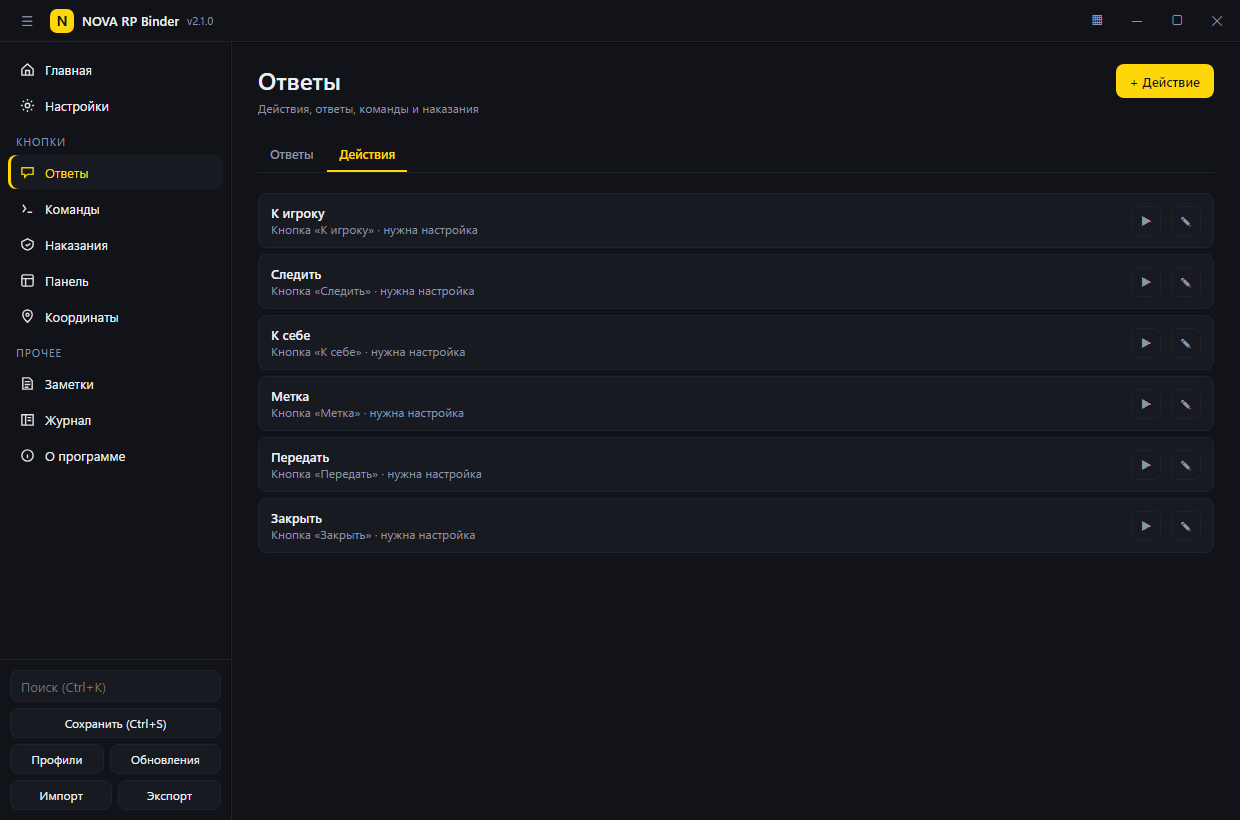 N NOVA RP Binder v2.1.0
Главная
Настройки
КНОПКИ
Ответы
Команды
Наказания
Панель
Координаты
ПРОЧЕЕ
Заметки
Журнал
О программе
Поиск (Ctrl+K)
Сохранить (Ctrl+S)
Профили Обновления
Импорт Экспорт
Ответы
Действия, ответы, команды и наказания
+ Действие
Ответы Действия
К игроку
Кнопка «К игроку» · нужна настройка
Следить
Кнопка «Следить» · нужна настройка
К себе
Кнопка «К себе» · нужна настройка
Метка
Кнопка «Метка» · нужна настройка
Передать
Кнопка «Передать» · нужна настройка
Закрыть
Кнопка «Закрыть» · нужна настройка